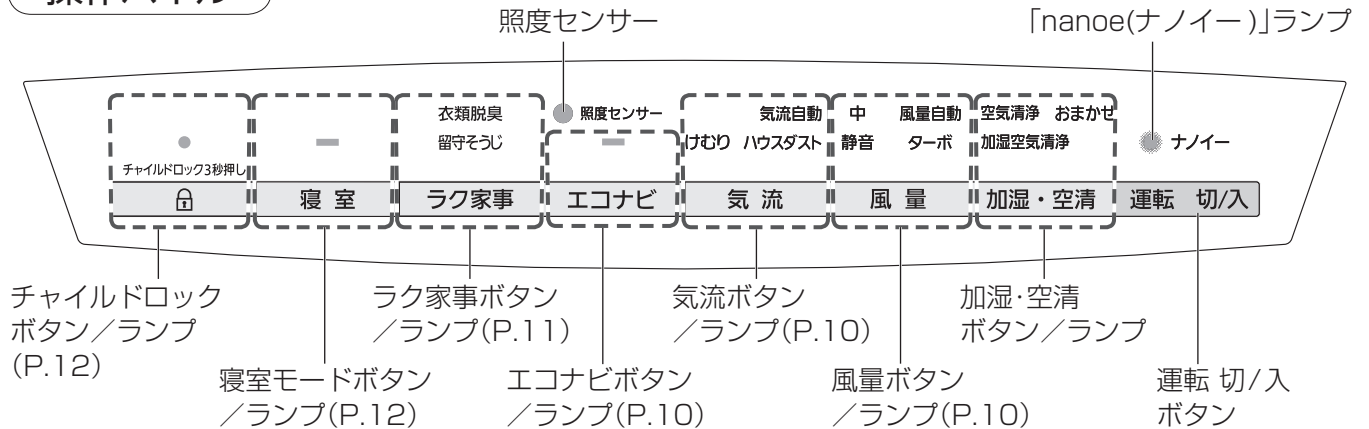 照度センサー
「nanoe(ナノイー)」ランプ
衣類脱臭
照度センサー
気流自動
中 風量自動
空気清浄 おまかせ
留守そうじ
けむり ハウスダスト
静音 ターボ
加湿空気清浄
ナノイー
チャイルドロック3秒押し
寝室 ラク家事 エコナビ 気流 風量 加湿・空清 運転 切/入
チャイルドロック
ボタン／ランプ
(P.12)
ラク家事ボタン
／ランプ(P.11)
気流ボタン
／ランプ(P.10)
加湿・空清
ボタン／ランプ
寝室モードボタン
／ランプ(P.12)
エコナビボタン
／ランプ(P.10)
風量ボタン
／ランプ(P.10)
運転 切/入
ボタン